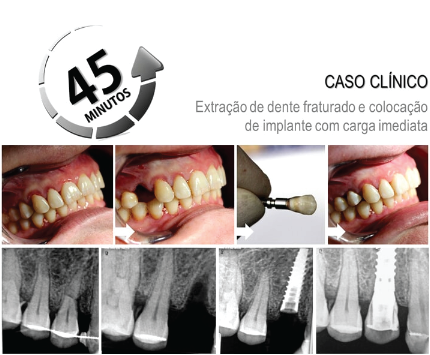 45
MINUTOS
CASO CLÍNICO
Extração de dente fraturado e colocação
de implante com carga imediata